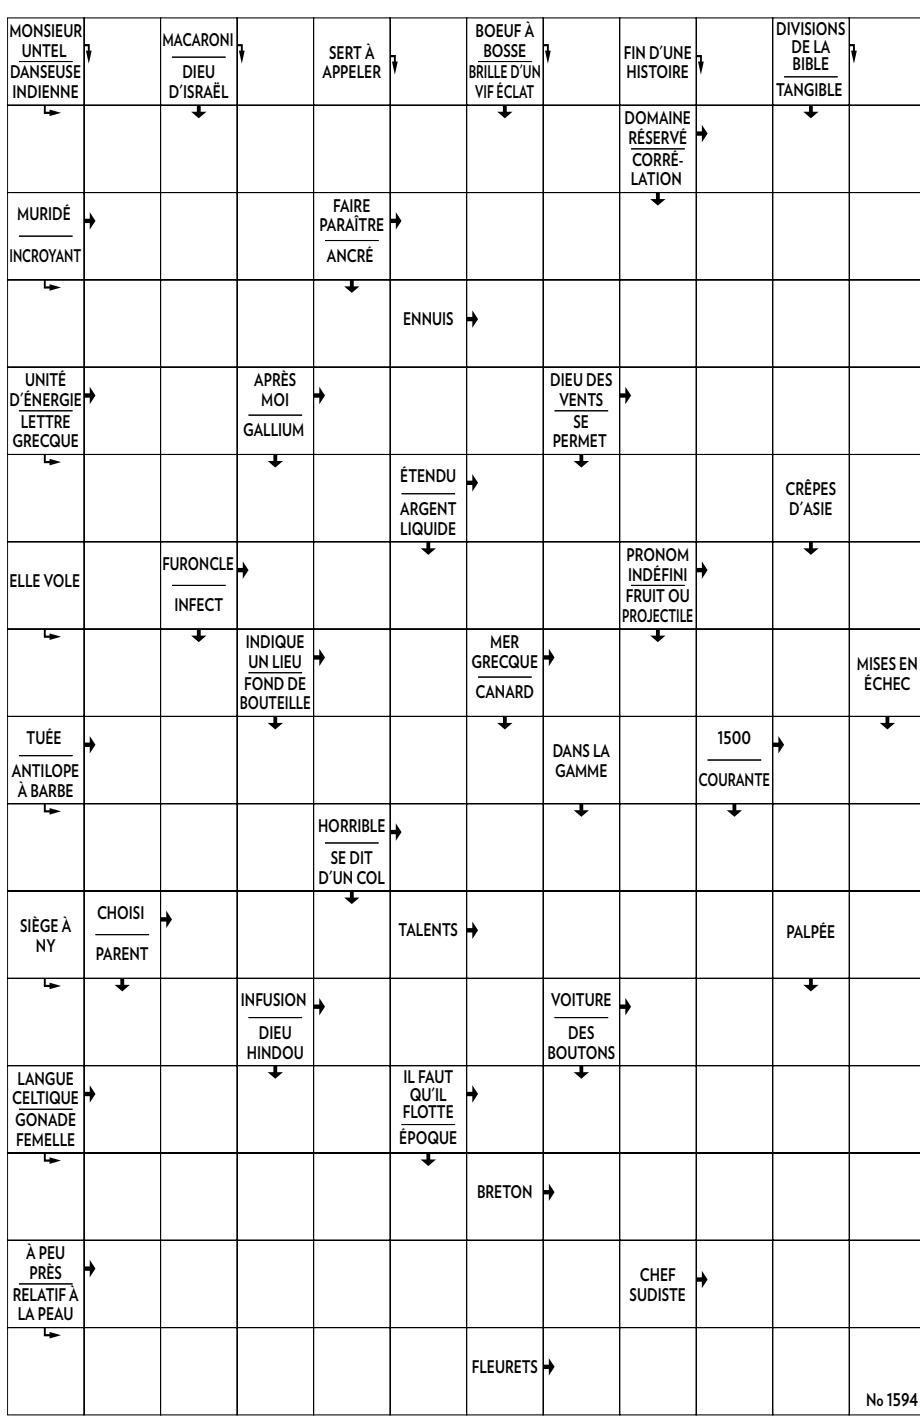 MONSIEUR
UNTEL
DANSEUSE
INDIENNE
MACARONI
DIEU
D'ISRAËL
SERT À
APPELER
BOEUF À
BOSSE
BRILLE D'UN
VIF ÉCLAT
FIN D'UNE
HISTOIRE
DIVISIONS
DE LA
BIBLE
TANGIBLE
DOMAINE
RÉSERVÉ
CORRÉ-
LATION
MURIDÉ
INCROYANT
FAIRE
PARAÎTRE
ANCRÉ
ENNUIS
UNITÉ
D'ÉNERGIE
LETTRE
GRECQUE
APRÈS
MOI
GALLIUM
DIEU DES
VENTS
SE
PERMET
ÉTENDU
ARGENT
LIQUIDE
CRÊPES
D'ASIE
ELLE VOLE
FURONCLE
INFECT
PRONOM
INDÉFINI
FRUIT OU
PROJECTILE
INDIQUE
UN LIEU
FOND DE
BOUTEILLE
MER
GRECQUE
CANARD
MISES EN
ÉCHEC
TUÉE
ANTILOPE
À BARBE
DANS LA
GAMME
1500
COURANTE
HORRIBLE
SE DIT
D'UN COL
SIÈGE À
NY
CHOISI
PARENT
TALENTS
PALPÉE
INFUSION
DIEU
HINDOU
VOITURE
DES
BOUTONS
LANGUE
CELTIQUE
GONADE
FEMELLE
IL FAUT
QU'IL
FLOTTE
ÉPOQUE
BRETON
À PEU
PRÈS
RELATIF À
LA PEAU
CHEF
SUDISTE
FLEURETS
No 1594